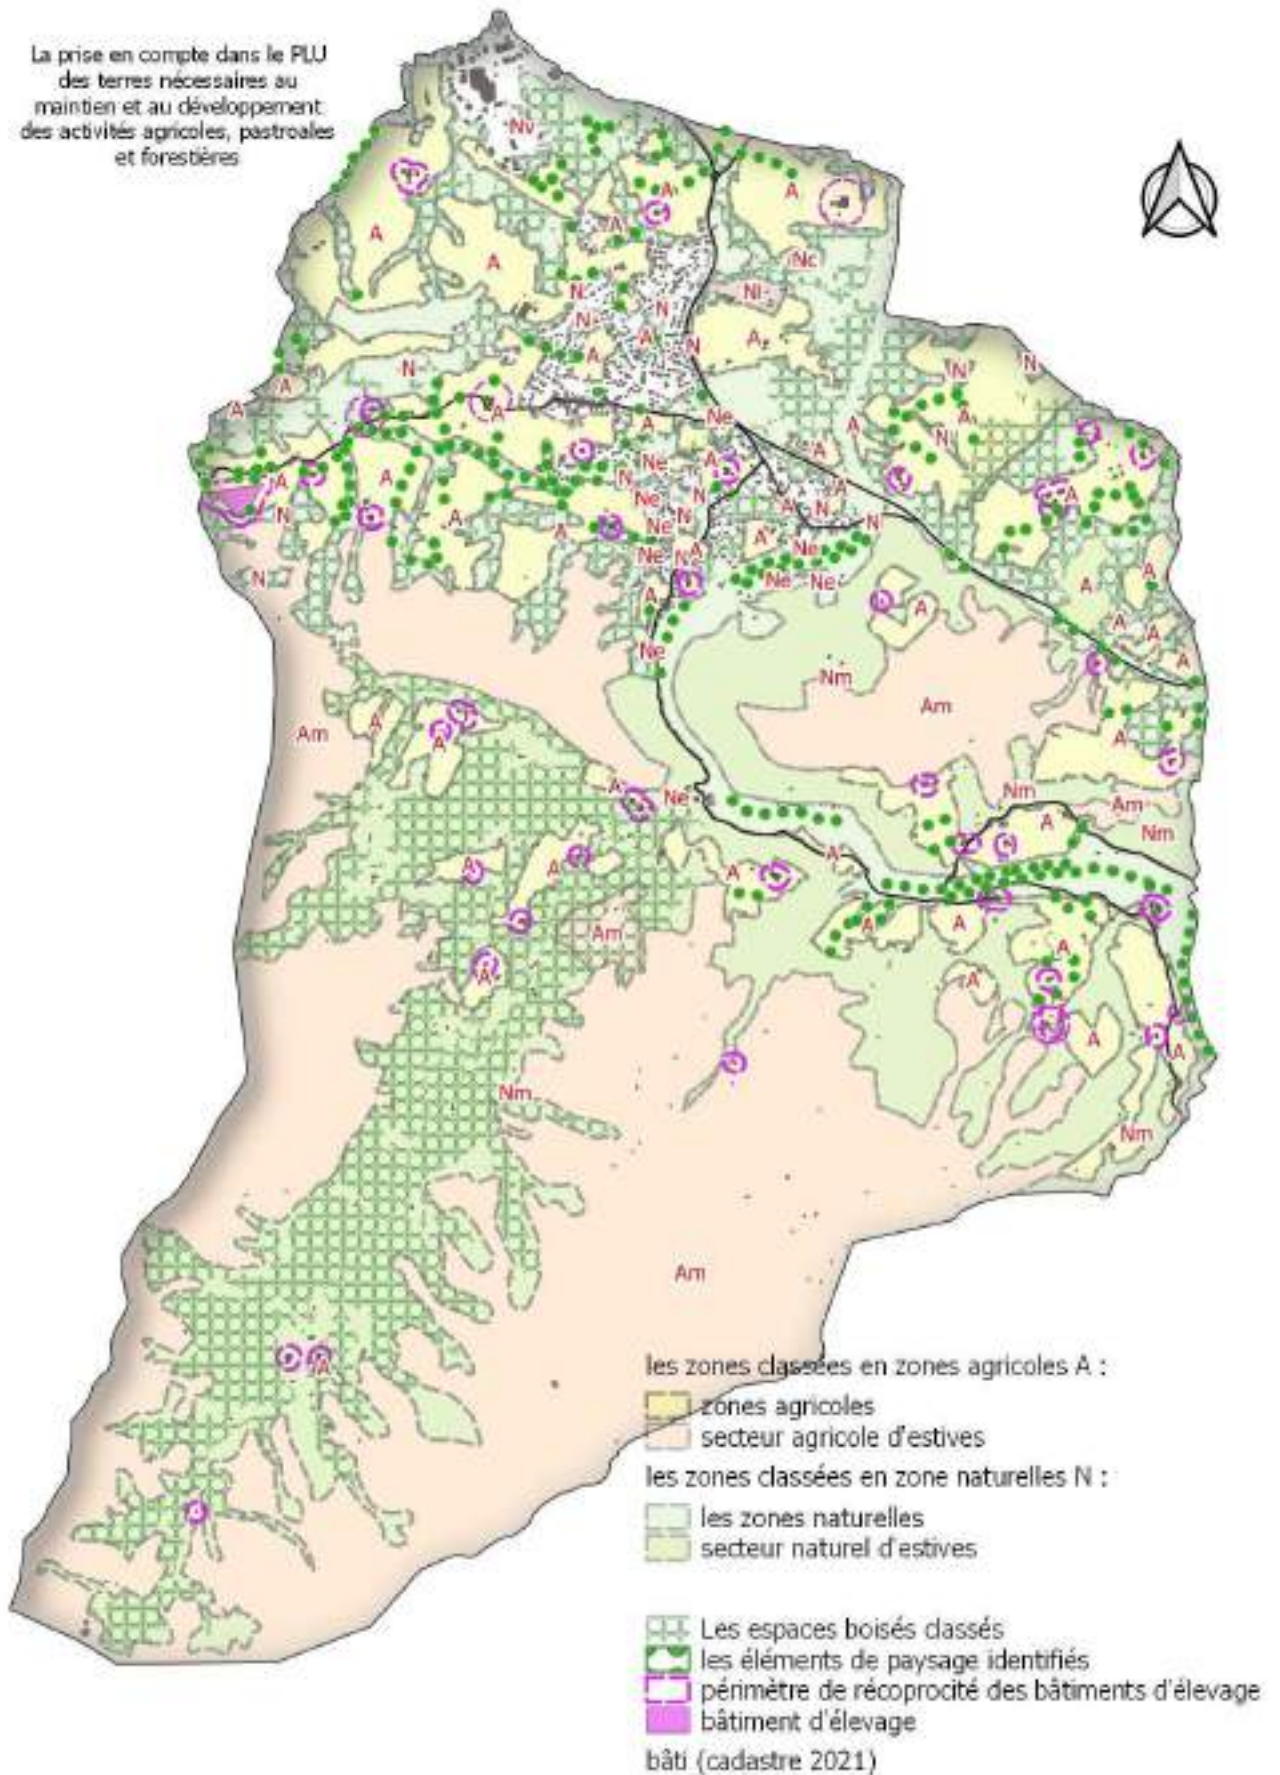 La prise en compte dans le PLU
des terres nécessaires au
maintien et au développement
des activités agricoles, pastroales
et forestières
Nv
A
A
A
A
A
Nc
N
N
Nl
N
A
N
A
A
N
N
N
A
A
A
A
Ne
A
A
A
N
Ne
A
N
N
Ne
N
Ne
Ne
A
A
A
N
N
A
Ne
Ne
Ne
A
A
A
N
A
A
A
A
N
A
Ne
Nm
Am
Am
A
A
A
Nm
Am
Nm
A
A
Ne
A
A
A
A
Am
A
A
A
A
A
A
A
Nm
Nm
Am
A
les zones classées en zones agricoles A :
zones agricoles
secteur agricole d'estives
les zones classées en zone naturelles N :
les zones naturelles
secteur naturel d'estives
Les espaces boisés classés
les éléments de paysage identifiés
périmètre de récoprocité des bâtiments d'élevage
bâtiment d'élevage
bâti (cadastre 2021)